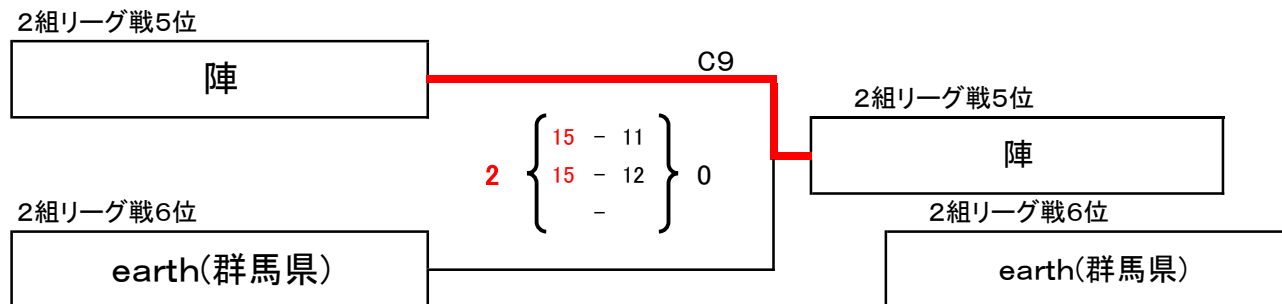 2組リーグ戦5位
陣
C9
2組リーグ戦5位
陣
15 － 11
2 15 － 12 0
－
2組リーグ戦6位
earth(群馬県)
2組リーグ戦6位
earth(群馬県)